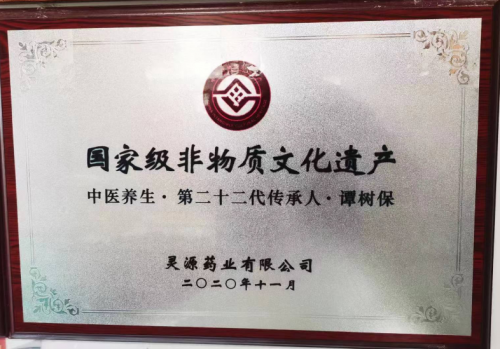 国家级非物质文化遗产
中医养生·第二十二代传承人·谭树保
灵源药业有限公司
二〇二〇年十一月